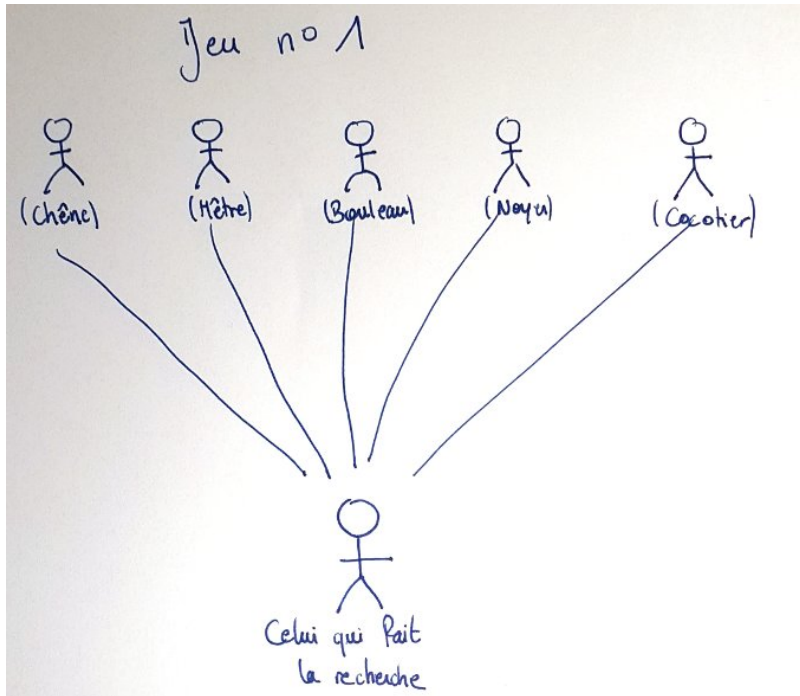 Jeu n° 1
(Chêne) (Hêtre) (Bouleau) (Noyer) (Cocotier)
Celui qui fait
la recherche